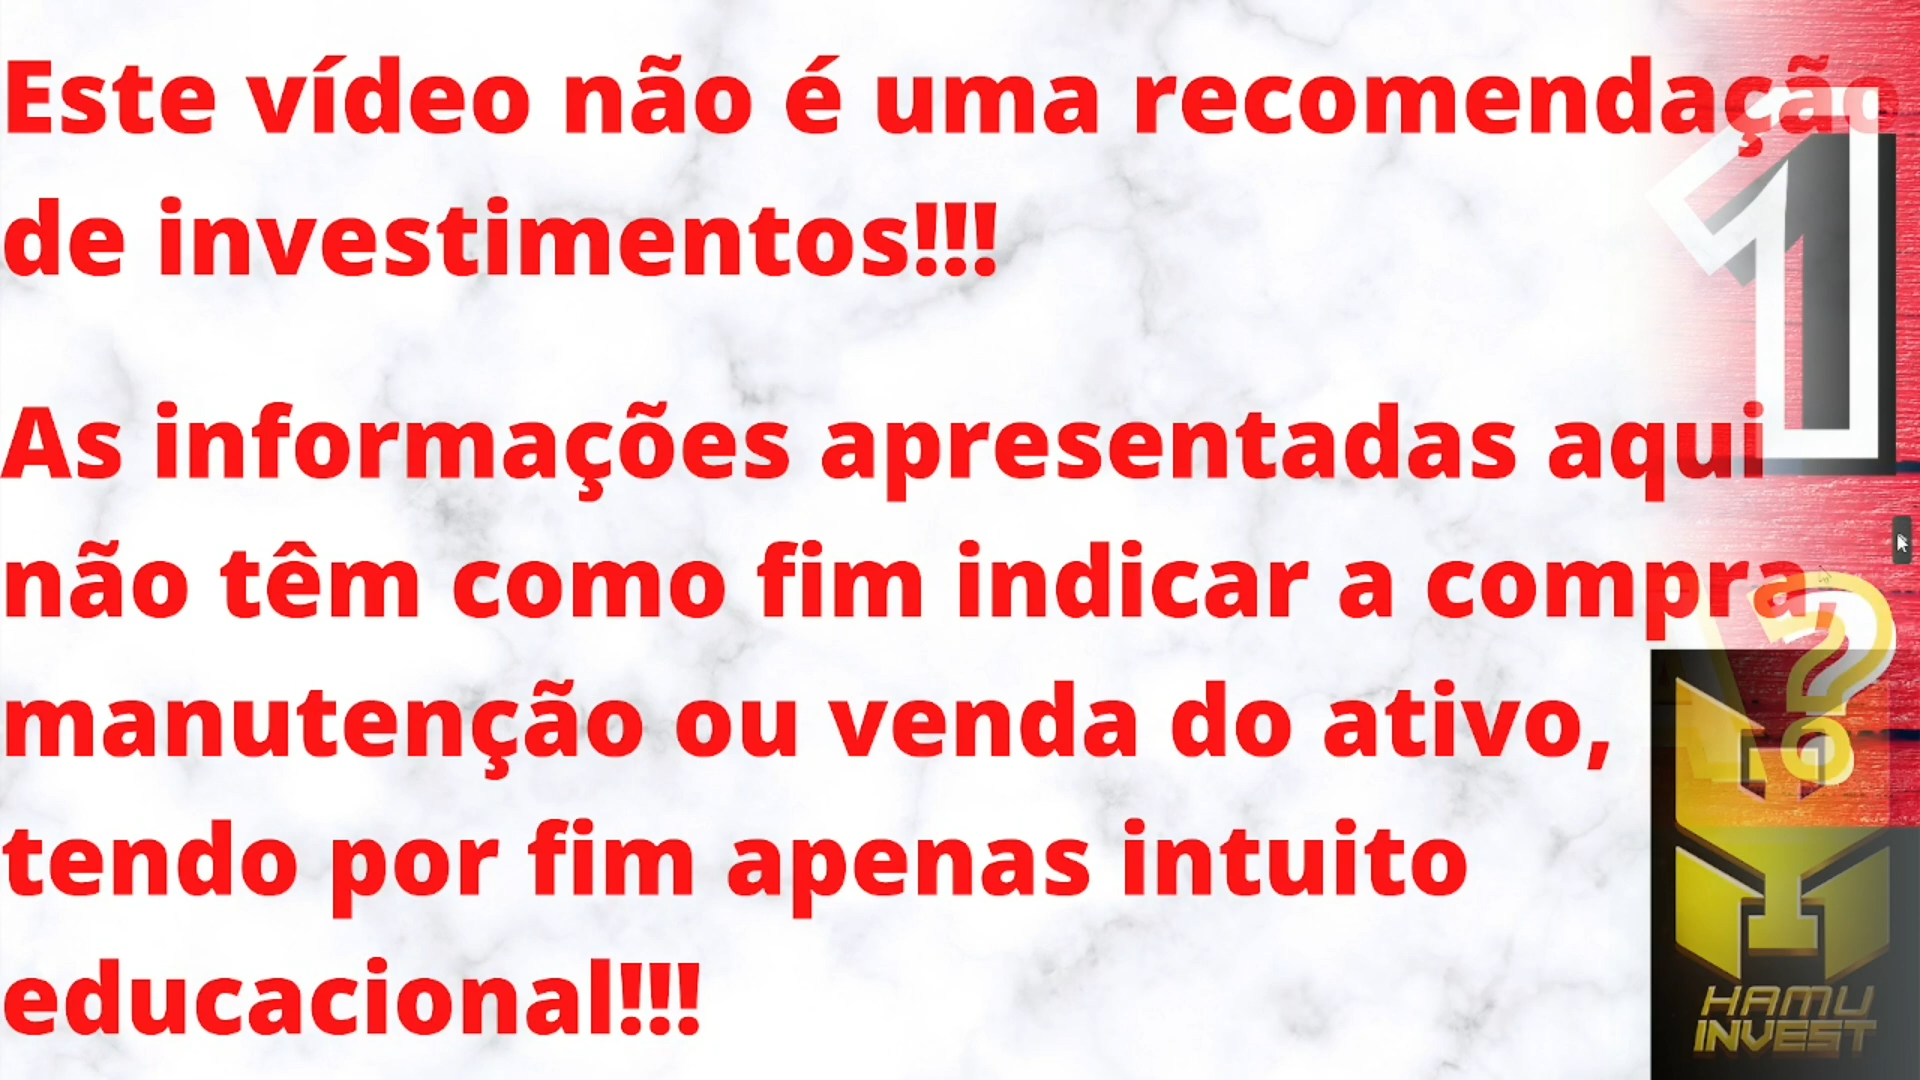 Este vídeo não é uma recomendação
de investimentos!!!
As informações apresentadas aqui
não têm como fim indicar a compra,
manutenção ou venda do ativo,
tendo por fim apenas intuito
educacional!!!
1
?
HAMU
INVEST